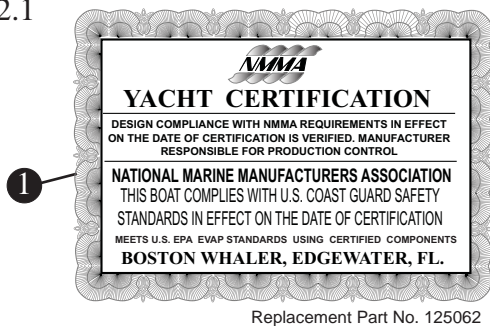 2.1
NMMA
YACHT CERTIFICATION
DESIGN COMPLIANCE WITH NMMA REQUIREMENTS IN EFFECT
ON THE DATE OF CERTIFICATION IS VERIFIED. MANUFACTURER
RESPONSIBLE FOR PRODUCTION CONTROL
1
NATIONAL MARINE MANUFACTURERS ASSOCIATION
THIS BOAT COMPLIES WITH U.S. COAST GUARD SAFETY
STANDARDS IN EFFECT ON THE DATE OF CERTIFICATION
MEETS U.S. EPA EVAP STANDARDS USING CERTIFIED COMPONENTS
BOSTON WHALER, EDGEWATER, FL.
Replacement Part No. 125062